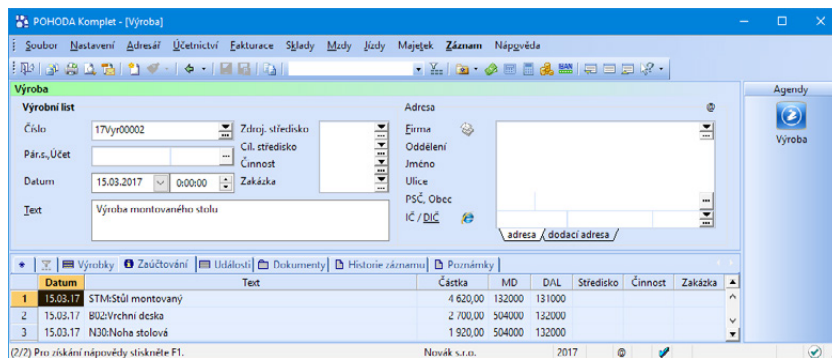 POHODA Komplet - [Výroba]
Soubor Nastavení Adresář Účetnictví Fakturace Sklady Mzdy Jízdy Majetek Záznam Nápověda
Výroba
Agendy
Výrobní list
Adresa
@
Číslo
17Vyr00002
Zdroj. středisko
Firma
Výroba
Cíl. středisko
Oddělení
Pár.s.,Účet
Činnost
Jméno
Datum
15.03.2017
0:00:00
Zakázka
Ulice
PSČ, Obec
Text
Výroba montovaného stolu
IČ / DIČ
adresa dodací adresa
Výrobky Zaúčtování Události Dokumenty Historie záznamu Poznámky
Datum Text Částka MD DAL Středisko Činnost Zakázka
1 15.03.17 STM:Stůl montovaný 4 620,00 132000 131000
2 15.03.17 B02:Vrchní deska 2 700,00 504000 132000
3 15.03.17 N30:Noha stolová 1 920,00 504000 132000
(2/2) Pro získání nápovědy stiskněte F1. Novák s.r.o. 2017 @